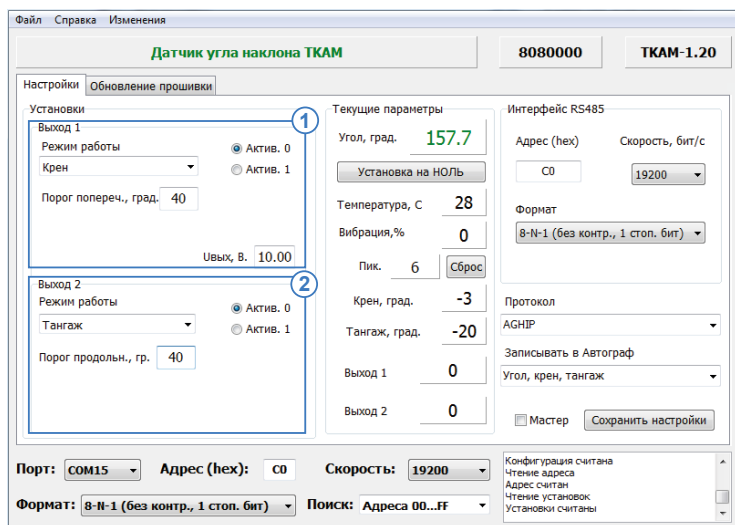 Файл Справка Изменения
Датчик угла наклона ТКАМ
8080000
TKAM-1.20
Настройки Обновление прошивки
Установки
Выход 1
1
Режим работы
Актив. 0
Крен
Актив. 1
Порог попереч., град. 40
Uвых, В. 10.00
Выход 2
2
Режим работы
Актив. 0
Тангаж
Актив. 1
Порог продольн., гр. 40
Текущие параметры
Угол, град. 157.7
Установка на НОЛЬ
Температура, С 28
Вибрация,% 0
Пик. 6 Сброс
Крен, град. -3
Тангаж, град. -20
Выход 1 0
Выход 2 0
Интерфейс RS485
Адрес (hex) Скорость, бит/с
C0 19200
Формат
8-N-1 (без контр., 1 стоп. бит)
Протокол
AGHIP
Записывать в Автограф
Угол, крен, тангаж
Мастер Сохранить настройки
Порт: COM15 Адрес (hex): C0 Скорость: 19200
Формат: 8-N-1 (без контр., 1 стоп. бит) Поиск: Адреса 00...FF
Конфигурация считана
Чтение адреса
Адрес считан
Чтение установок
Установки считаны